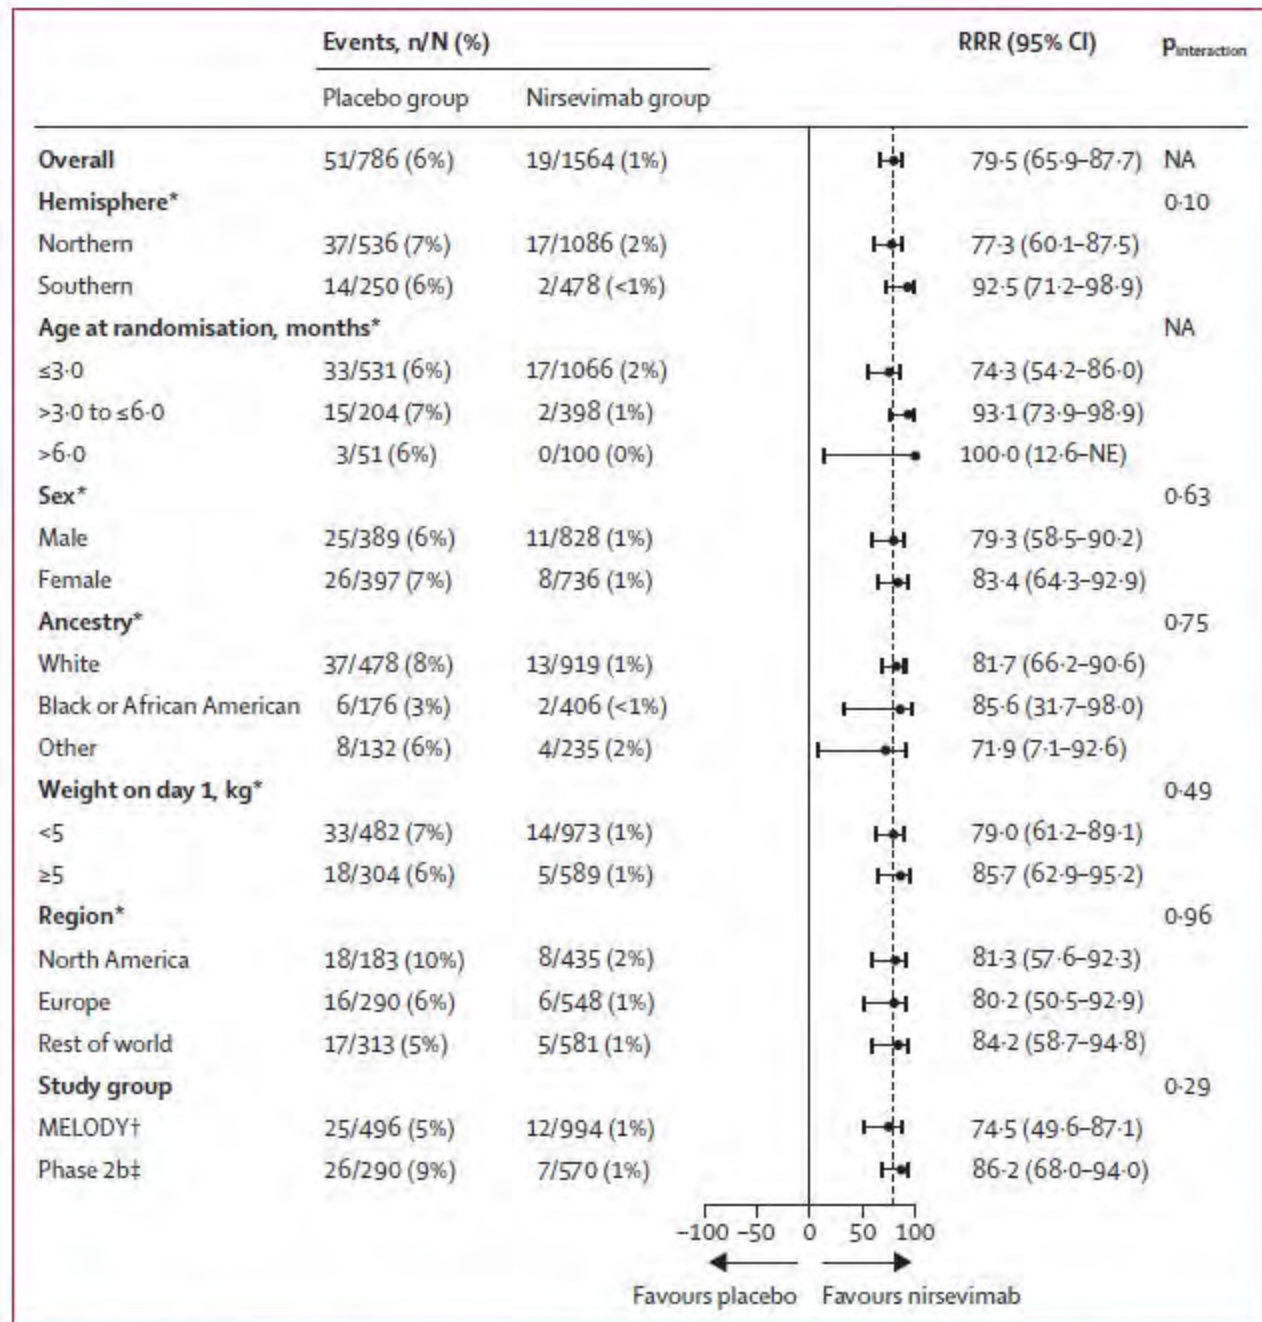 Events, n/N (%) RRR (95% CI) pinteraction
Placebo group Nirsevimab group
Overall 51/786 (6%) 19/1564 (1%) 79·5 (65·9–87·7) NA
Hemisphere* 0·10
Northern 37/536 (7%) 17/1086 (2%) 77·3 (60·1–87·5)
Southern 14/250 (6%) 2/478 (<1%) 92·5 (71·2–98·9)
Age at randomisation, months* NA
≤3·0 33/531 (6%) 17/1066 (2%) 74·3 (54·2–86·0)
>3·0 to ≤6·0 15/204 (7%) 2/398 (1%) 93·1 (73·9–98·9)
>6·0 3/51 (6%) 0/100 (0%) 100·0 (12·6–NE)
Sex* 0·63
Male 25/389 (6%) 11/828 (1%) 79·3 (58·5–90·2)
Female 26/397 (7%) 8/736 (1%) 83·4 (64·3–92·9)
Ancestry* 0·75
White 37/478 (8%) 13/919 (1%) 81·7 (66·2–90·6)
Black or African American 6/176 (3%) 2/406 (<1%) 85·6 (31·7–98·0)
Other 8/132 (6%) 4/235 (2%) 71·9 (7·1–92·6)
Weight on day 1, kg* 0·49
<5 33/482 (7%) 14/973 (1%) 79·0 (61·2–89·1)
≥5 18/304 (6%) 5/589 (1%) 85·7 (62·9–95·2)
Region* 0·96
North America 18/183 (10%) 8/435 (2%) 81·3 (57·6–92·3)
Europe 16/290 (6%) 6/548 (1%) 80·2 (50·5–92·9)
Rest of world 17/313 (5%) 5/581 (1%) 84·2 (58·7–94·8)
Study group 0·29
MELODY† 25/496 (5%) 12/994 (1%) 74·5 (49·6–87·1)
Phase 2b‡ 26/290 (9%) 7/570 (1%) 86·2 (68·0–94·0)
−100 −50 0 50 100
Favours placebo Favours nirsevimab